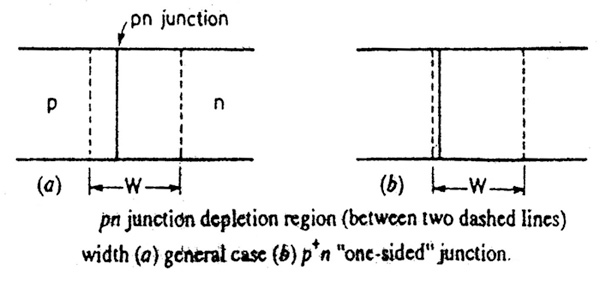 pn junction
p
n
(a)
W
(b)
W
pn junction depletion region (between two dashed lines)
width (a) general case (b) p⁺n "one-sided" junction.